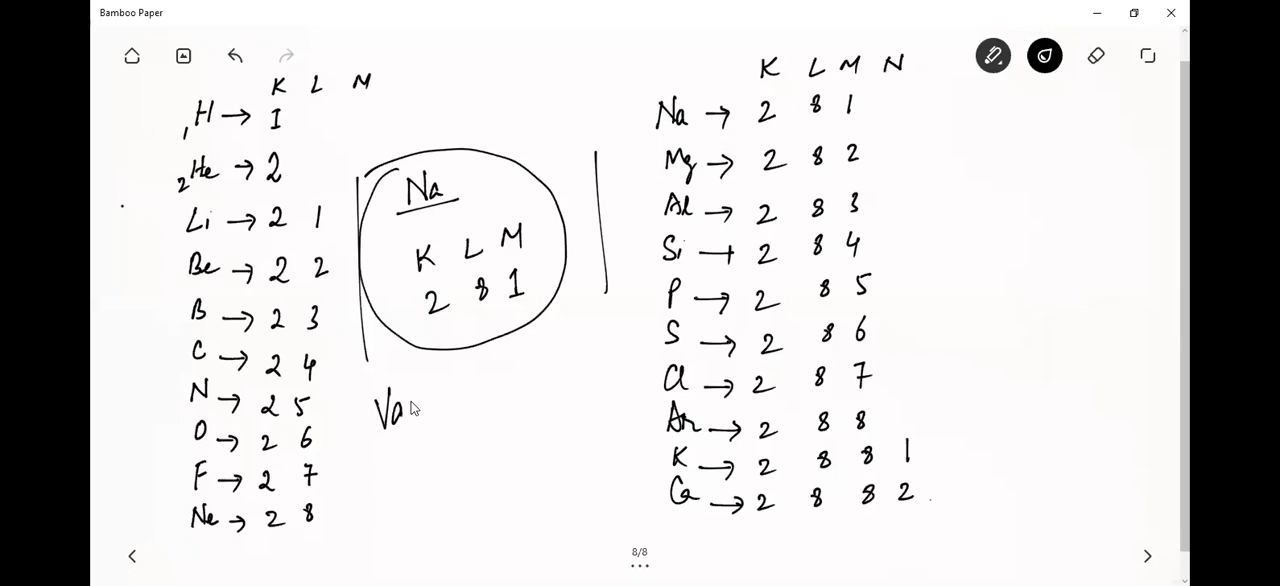 Bamboo Paper
K L M
₁H → 1
₂He → 2
Li → 2 1
Be → 2 2
B → 2 3
C → 2 4
N → 2 5
O → 2 6
F → 2 7
Ne → 2 8
Na
K L M
2 8 1
Va
K L M N
Na → 2 8 1
Mg → 2 8 2
Al → 2 8 3
Si → 2 8 4
P → 2 8 5
S → 2 8 6
Cl → 2 8 7
Ar → 2 8 8
K → 2 8 8 1
Ca → 2 8 8 2
8/8